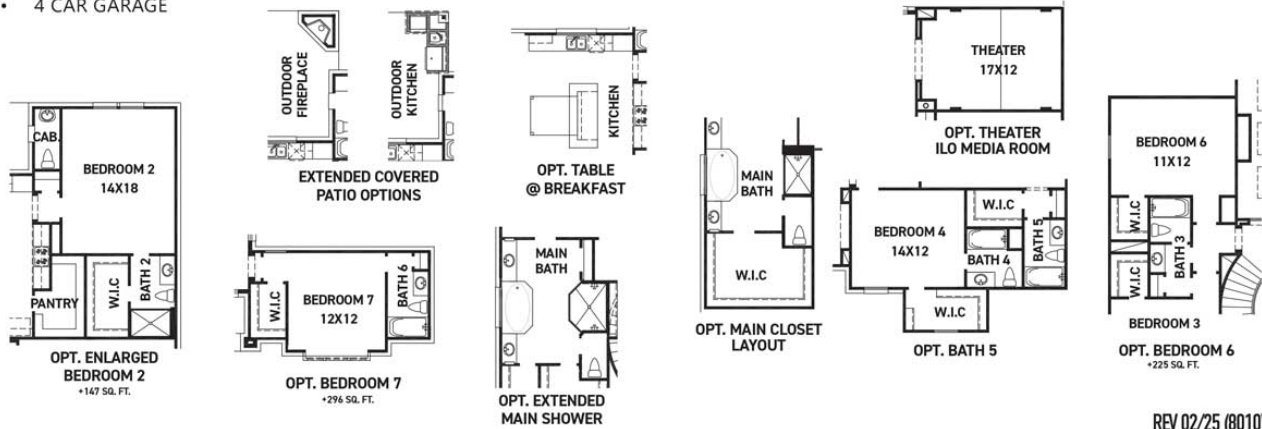 • 4 CAR GARAGE
CAB.
BEDROOM 2
14X18
PANTRY
W.I.C
BATH 2
OPT. ENLARGED
BEDROOM 2
+147 SQ. FT.
OUTDOOR
FIREPLACE
OUTDOOR
KITCHEN
EXTENDED COVERED
PATIO OPTIONS
W.I.C
BEDROOM 7
12X12
BATH 6
OPT. BEDROOM 7
+296 SQ. FT.
KITCHEN
OPT. TABLE
@ BREAKFAST
MAIN
BATH
OPT. EXTENDED
MAIN SHOWER
MAIN
BATH
W.I.C
OPT. MAIN CLOSET
LAYOUT
THEATER
17X12
OPT. THEATER
ILO MEDIA ROOM
W.I.C
BEDROOM 4
14X12
BATH 4
BATH 5
W.I.C
OPT. BATH 5
BEDROOM 6
11X12
W.I.C
BATH 3
W.I.C
BEDROOM 3
OPT. BEDROOM 6
+225 SQ. FT.
REV 02/25 (8010)